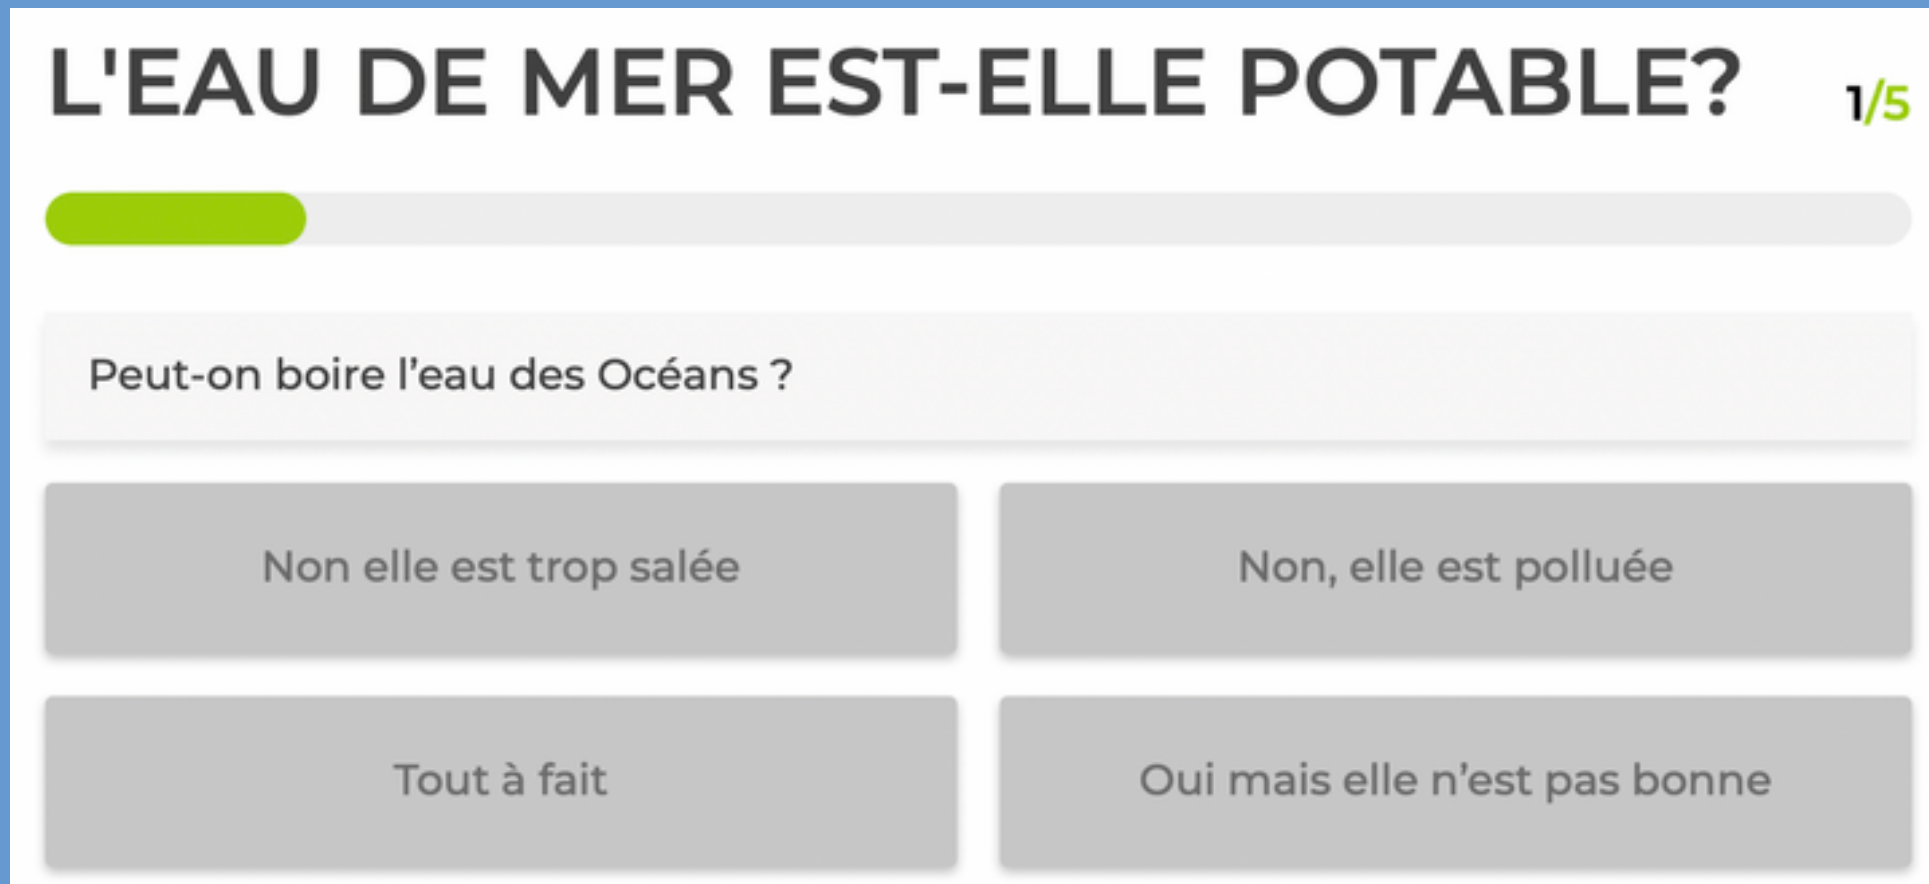 L'EAU DE MER EST-ELLE POTABLE?
1/5
Peut-on boire l’eau des Océans ?
Non elle est trop salée
Non, elle est polluée
Tout à fait
Oui mais elle n’est pas bonne